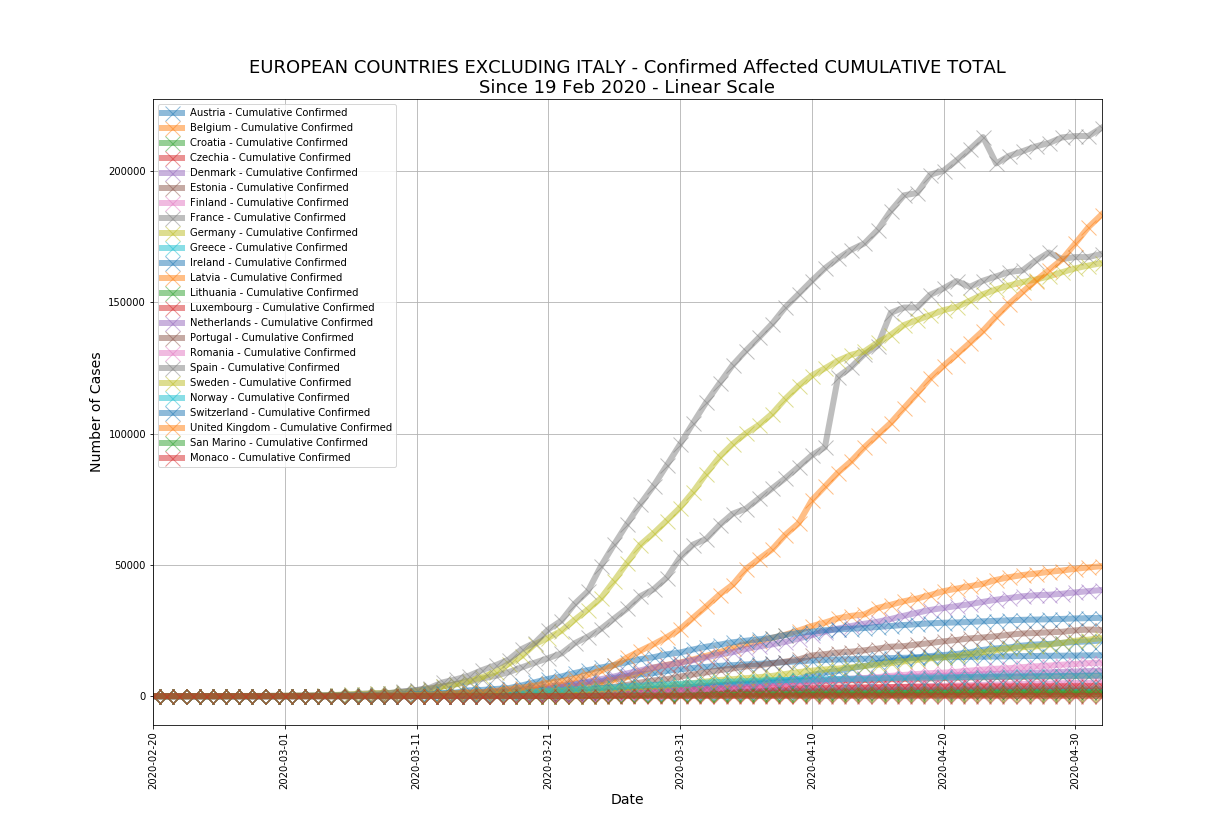 EUROPEAN COUNTRIES EXCLUDING ITALY - Confirmed Affected CUMULATIVE TOTAL
Since 19 Feb 2020 - Linear Scale
Austria - Cumulative Confirmed
Belgium - Cumulative Confirmed
Croatia - Cumulative Confirmed
Czechia - Cumulative Confirmed
Denmark - Cumulative Confirmed
Estonia - Cumulative Confirmed
Finland - Cumulative Confirmed
France - Cumulative Confirmed
Germany - Cumulative Confirmed
Greece - Cumulative Confirmed
Ireland - Cumulative Confirmed
Latvia - Cumulative Confirmed
Lithuania - Cumulative Confirmed
Luxembourg - Cumulative Confirmed
Netherlands - Cumulative Confirmed
Portugal - Cumulative Confirmed
Romania - Cumulative Confirmed
Spain - Cumulative Confirmed
Sweden - Cumulative Confirmed
Norway - Cumulative Confirmed
Switzerland - Cumulative Confirmed
United Kingdom - Cumulative Confirmed
San Marino - Cumulative Confirmed
Monaco - Cumulative Confirmed
Number of Cases
200000
150000
100000
50000
0
2020-02-20
2020-03-01
2020-03-11
2020-03-21
2020-03-31
2020-04-10
2020-04-20
2020-04-30
Date